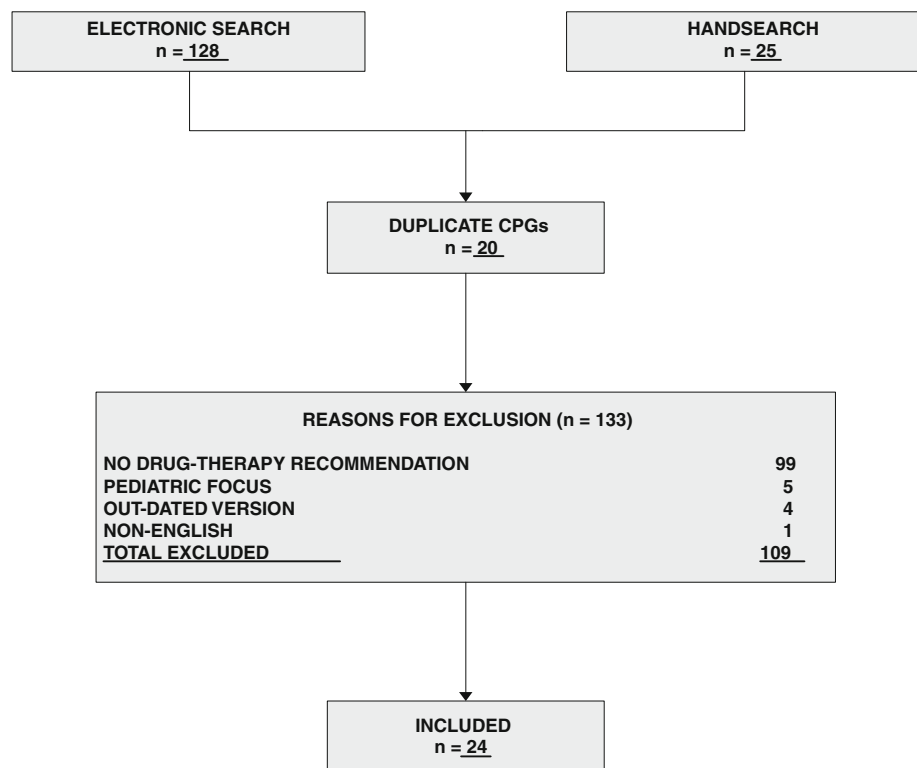 ELECTRONIC SEARCH
n = 128
HANDSEARCH
n = 25
DUPLICATE CPGs
n = 20
REASONS FOR EXCLUSION (n = 133)
NO DRUG-THERAPY RECOMMENDATION 99
PEDIATRIC FOCUS 5
OUT-DATED VERSION 4
NON-ENGLISH 1
TOTAL EXCLUDED 109
INCLUDED
n = 24